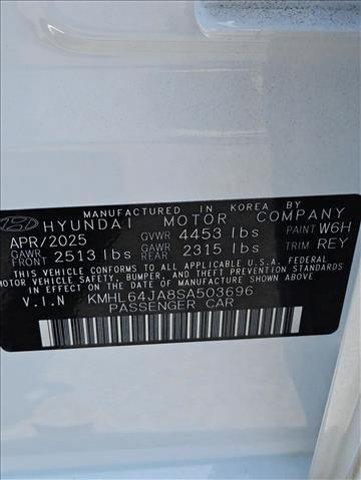 MANUFACTURED IN KOREA BY
HYUNDAI MOTOR COMPANY
APR/2025 GVWR 4453 lbs PAINT W6H
GAWR FRONT 2513 lbs GAWR REAR 2315 lbs TRIM REY
THIS VEHICLE CONFORMS TO ALL APPLICABLE U.S.A. FEDERAL
MOTOR VEHICLE SAFETY, BUMPER, AND THEFT PREVENTION STANDARDS
IN EFFECT ON THE DATE OF MANUFACTURE SHOWN ABOVE.
V.I.N KMHL64JA8SA503696
PASSENGER CAR